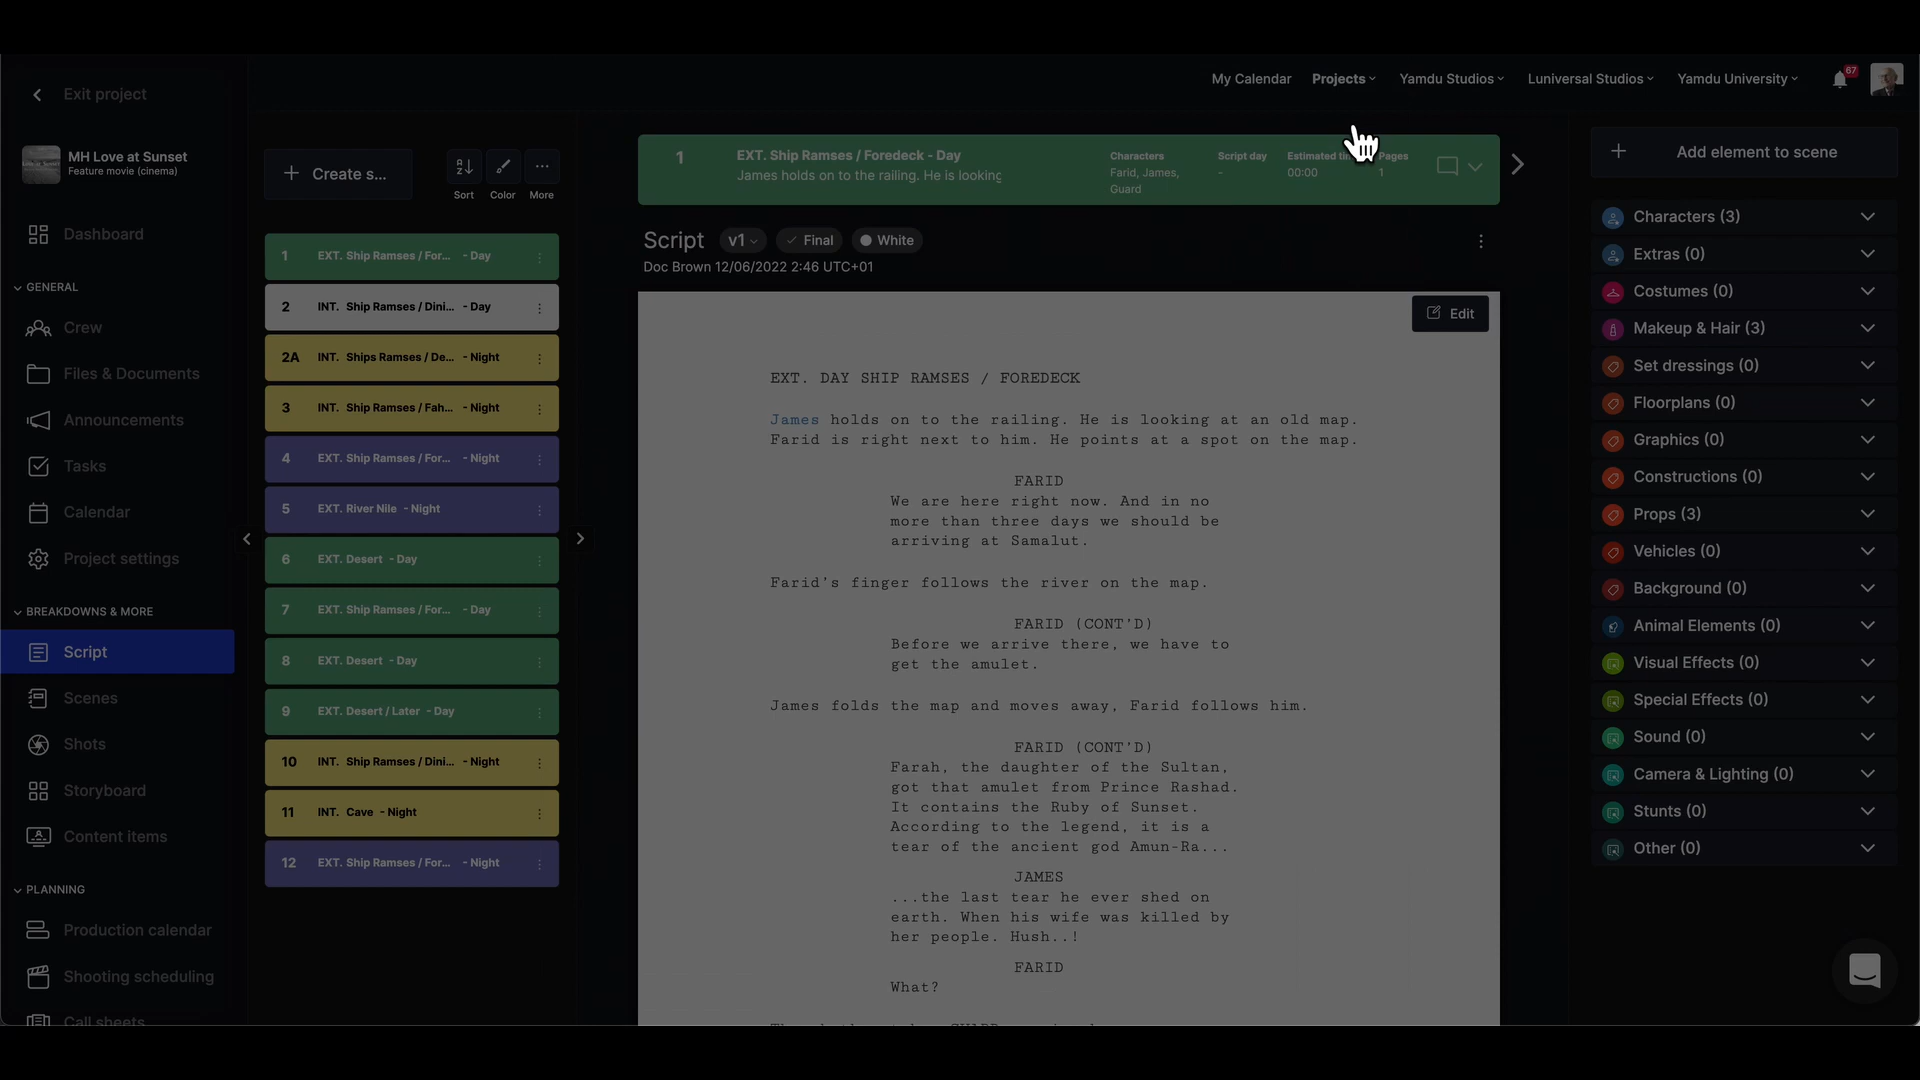 Exit project
My Calendar
Projects
Yamdu Studios
Luniversal Studios
Yamdu University
67
MH Love at Sunset
Feature movie (cinema)
Dashboard
GENERAL
Crew
Files & Documents
Announcements
Tasks
Calendar
Project settings
BREAKDOWNS & MORE
Script
Scenes
Shots
Storyboard
Content items
PLANNING
Production calendar
Shooting scheduling
Call sheets
Create s...
Sort
Color
More
1 EXT. Ship Ramses / For... - Day
2 INT. Ship Ramses / Dini... - Day
2A INT. Ships Ramses / De... - Night
3 INT. Ship Ramses / Fah... - Night
4 EXT. Ship Ramses / For... - Night
5 EXT. River Nile - Night
6 EXT. Desert - Day
7 EXT. Ship Ramses / For... - Day
8 EXT. Desert - Day
9 EXT. Desert / Later - Day
10 INT. Ship Ramses / Dini... - Night
11 INT. Cave - Night
12 EXT. Ship Ramses / For... - Night
1
EXT. Ship Ramses / Foredeck - Day
James holds on to the railing. He is looking
Characters
Farid, James,
Guard
Script day
-
Estimated ti
00:00
Pages
1
Script v1 Final White
Doc Brown 12/06/2022 2:46 UTC+01
Edit
EXT. DAY SHIP RAMSES / FOREDECK
James holds on to the railing. He is looking at an old map.
Farid is right next to him. He points at a spot on the map.
FARID
We are here right now. And in no
more than three days we should be
arriving at Samalut.
Farid's finger follows the river on the map.
FARID (CONT'D)
Before we arrive there, we have to
get the amulet.
James folds the map and moves away, Farid follows him.
FARID (CONT'D)
Farah, the daughter of the Sultan,
got that amulet from Prince Rashad.
It contains the Ruby of Sunset.
According to the legend, it is a
tear of the ancient god Amun-Ra...
JAMES
...the last tear he ever shed on
earth. When his wife was killed by
her people. Hush..!
FARID
What?
Add element to scene
Characters (3)
Extras (0)
Costumes (0)
Makeup & Hair (3)
Set dressings (0)
Floorplans (0)
Graphics (0)
Constructions (0)
Props (3)
Vehicles (0)
Background (0)
Animal Elements (0)
Visual Effects (0)
Special Effects (0)
Sound (0)
Camera & Lighting (0)
Stunts (0)
Other (0)